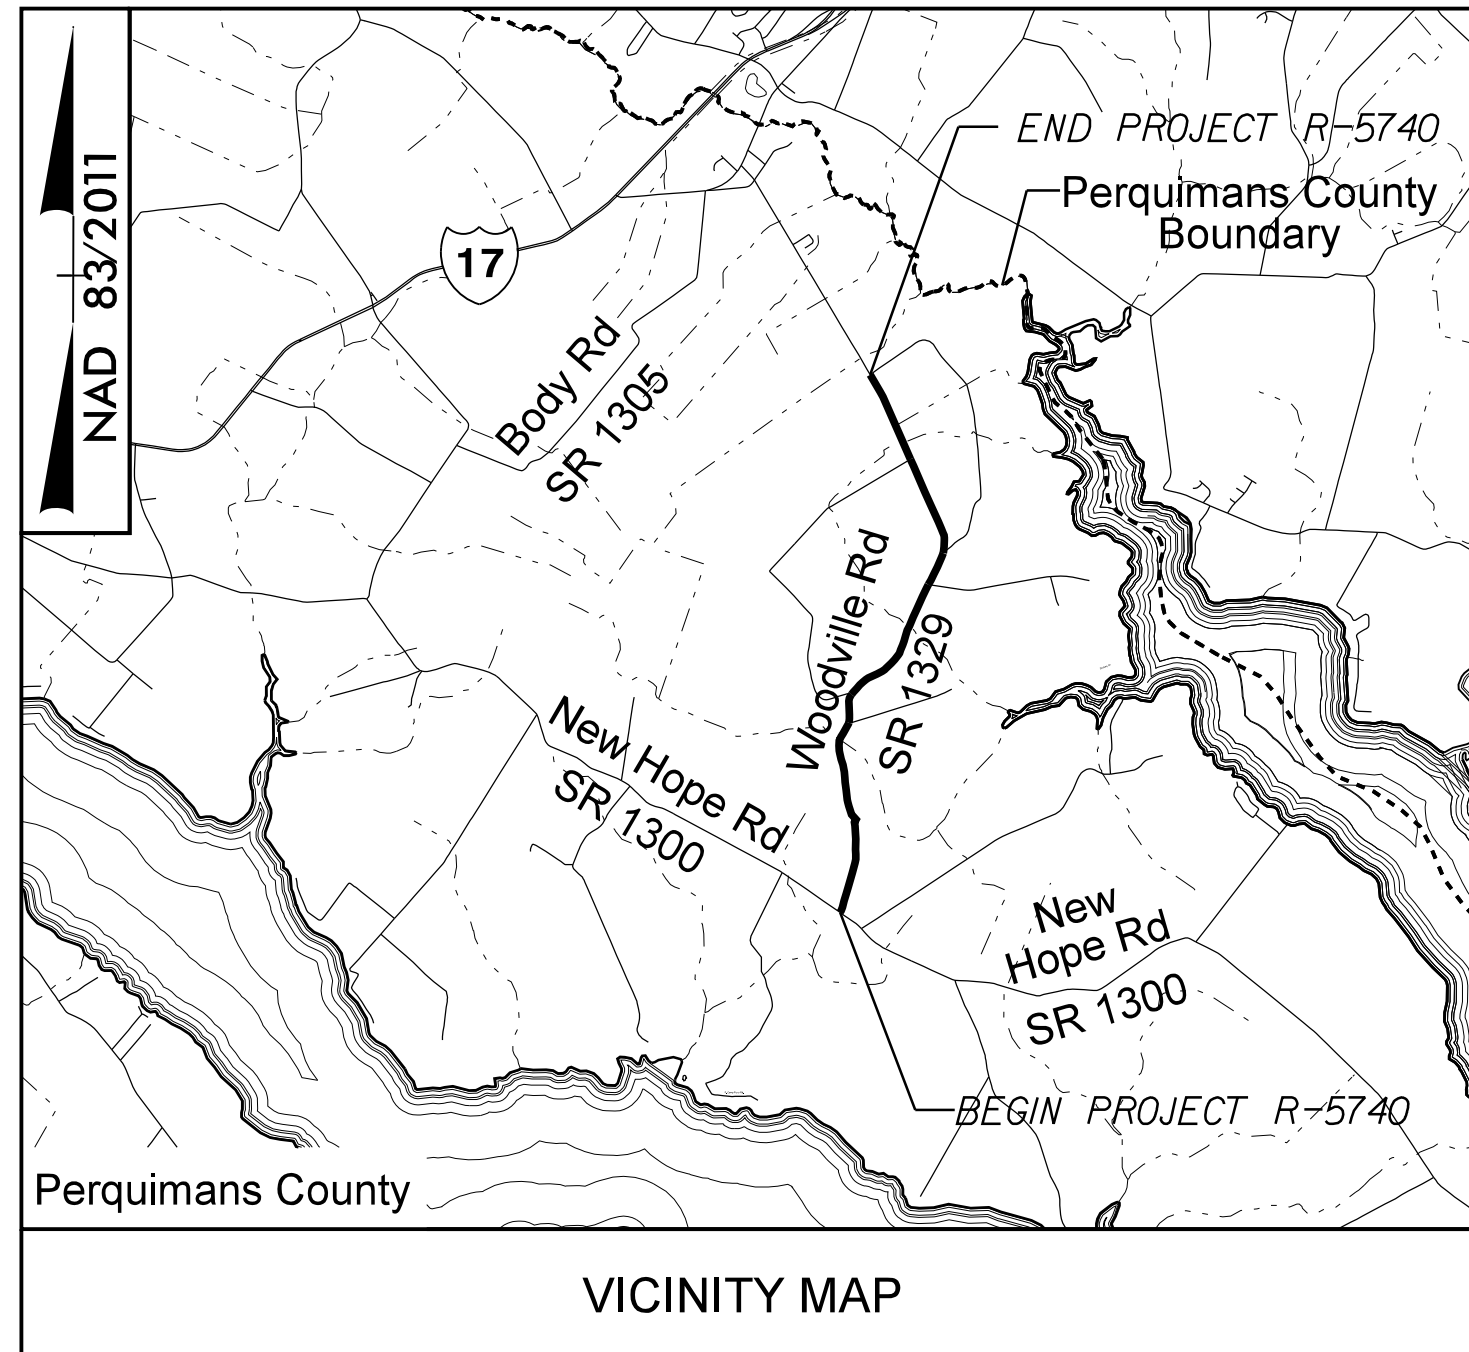 NAD 83/2011
END PROJECT R-5740
Perquimans County
Boundary
17
Body Rd
SR 1305
Woodville Rd
SR 1329
New Hope Rd
SR 1300
New
Hope Rd
SR 1300
BEGIN PROJECT R-5740
Perquimans County
VICINITY MAP